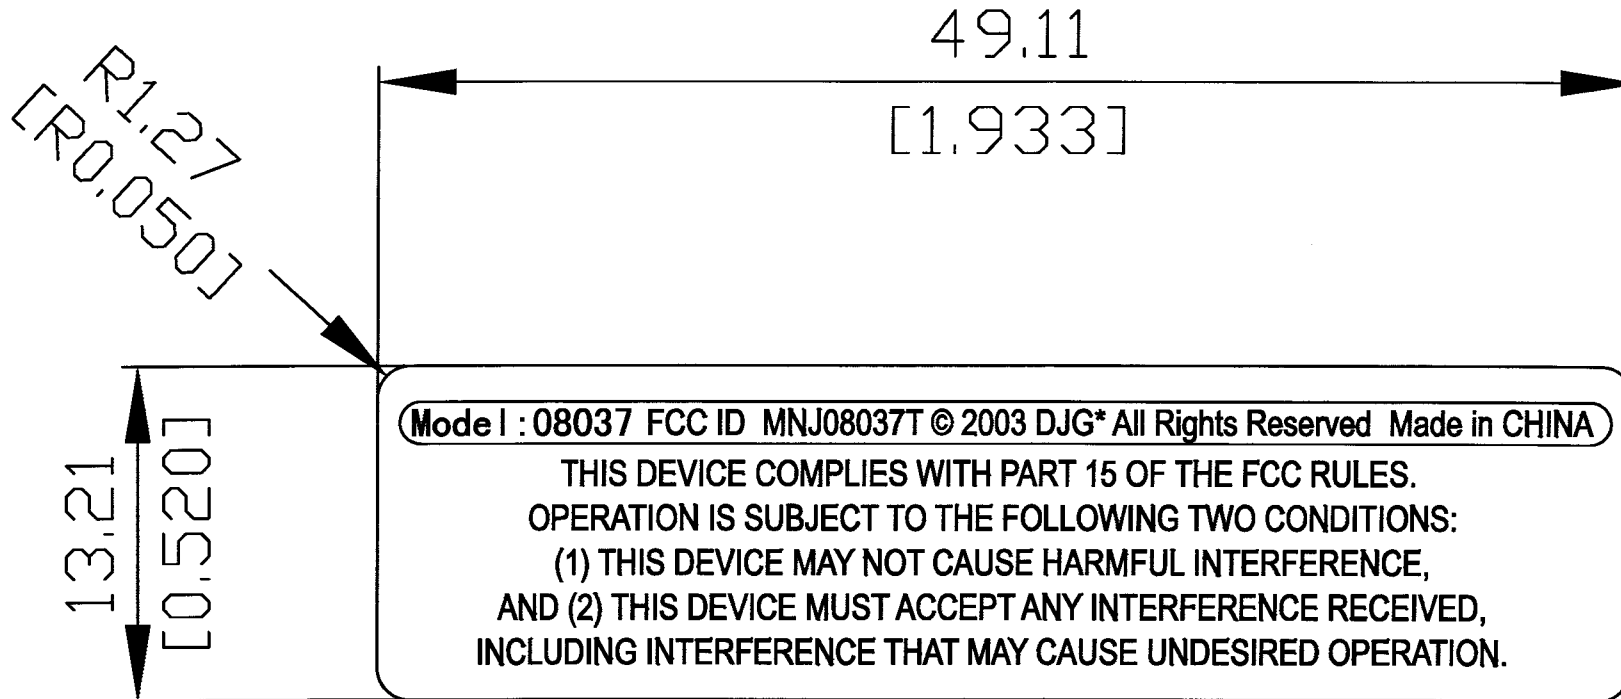 49.11
[1.933]
R1.27
[R0.050]
13.21
[0.520]
Model : 08037 FCC ID MNJ08037T © 2003 DJG* All Rights Reserved Made in CHINA
THIS DEVICE COMPLIES WITH PART 15 OF THE FCC RULES.
OPERATION IS SUBJECT TO THE FOLLOWING TWO CONDITIONS:
(1) THIS DEVICE MAY NOT CAUSE HARMFUL INTERFERENCE,
AND (2) THIS DEVICE MUST ACCEPT ANY INTERFERENCE RECEIVED,
INCLUDING INTERFERENCE THAT MAY CAUSE UNDESIRED OPERATION.